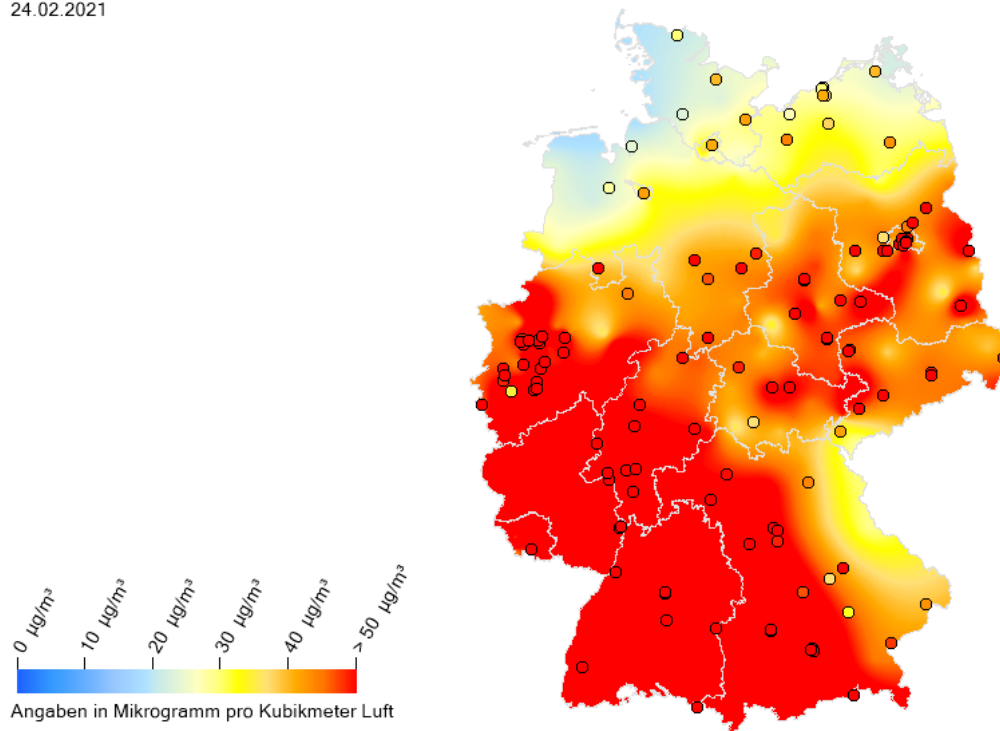 24.02.2021
0 µg/m³
10 µg/m³
20 µg/m³
30 µg/m³
40 µg/m³
> 50 µg/m³
Angaben in Mikrogramm pro Kubikmeter Luft